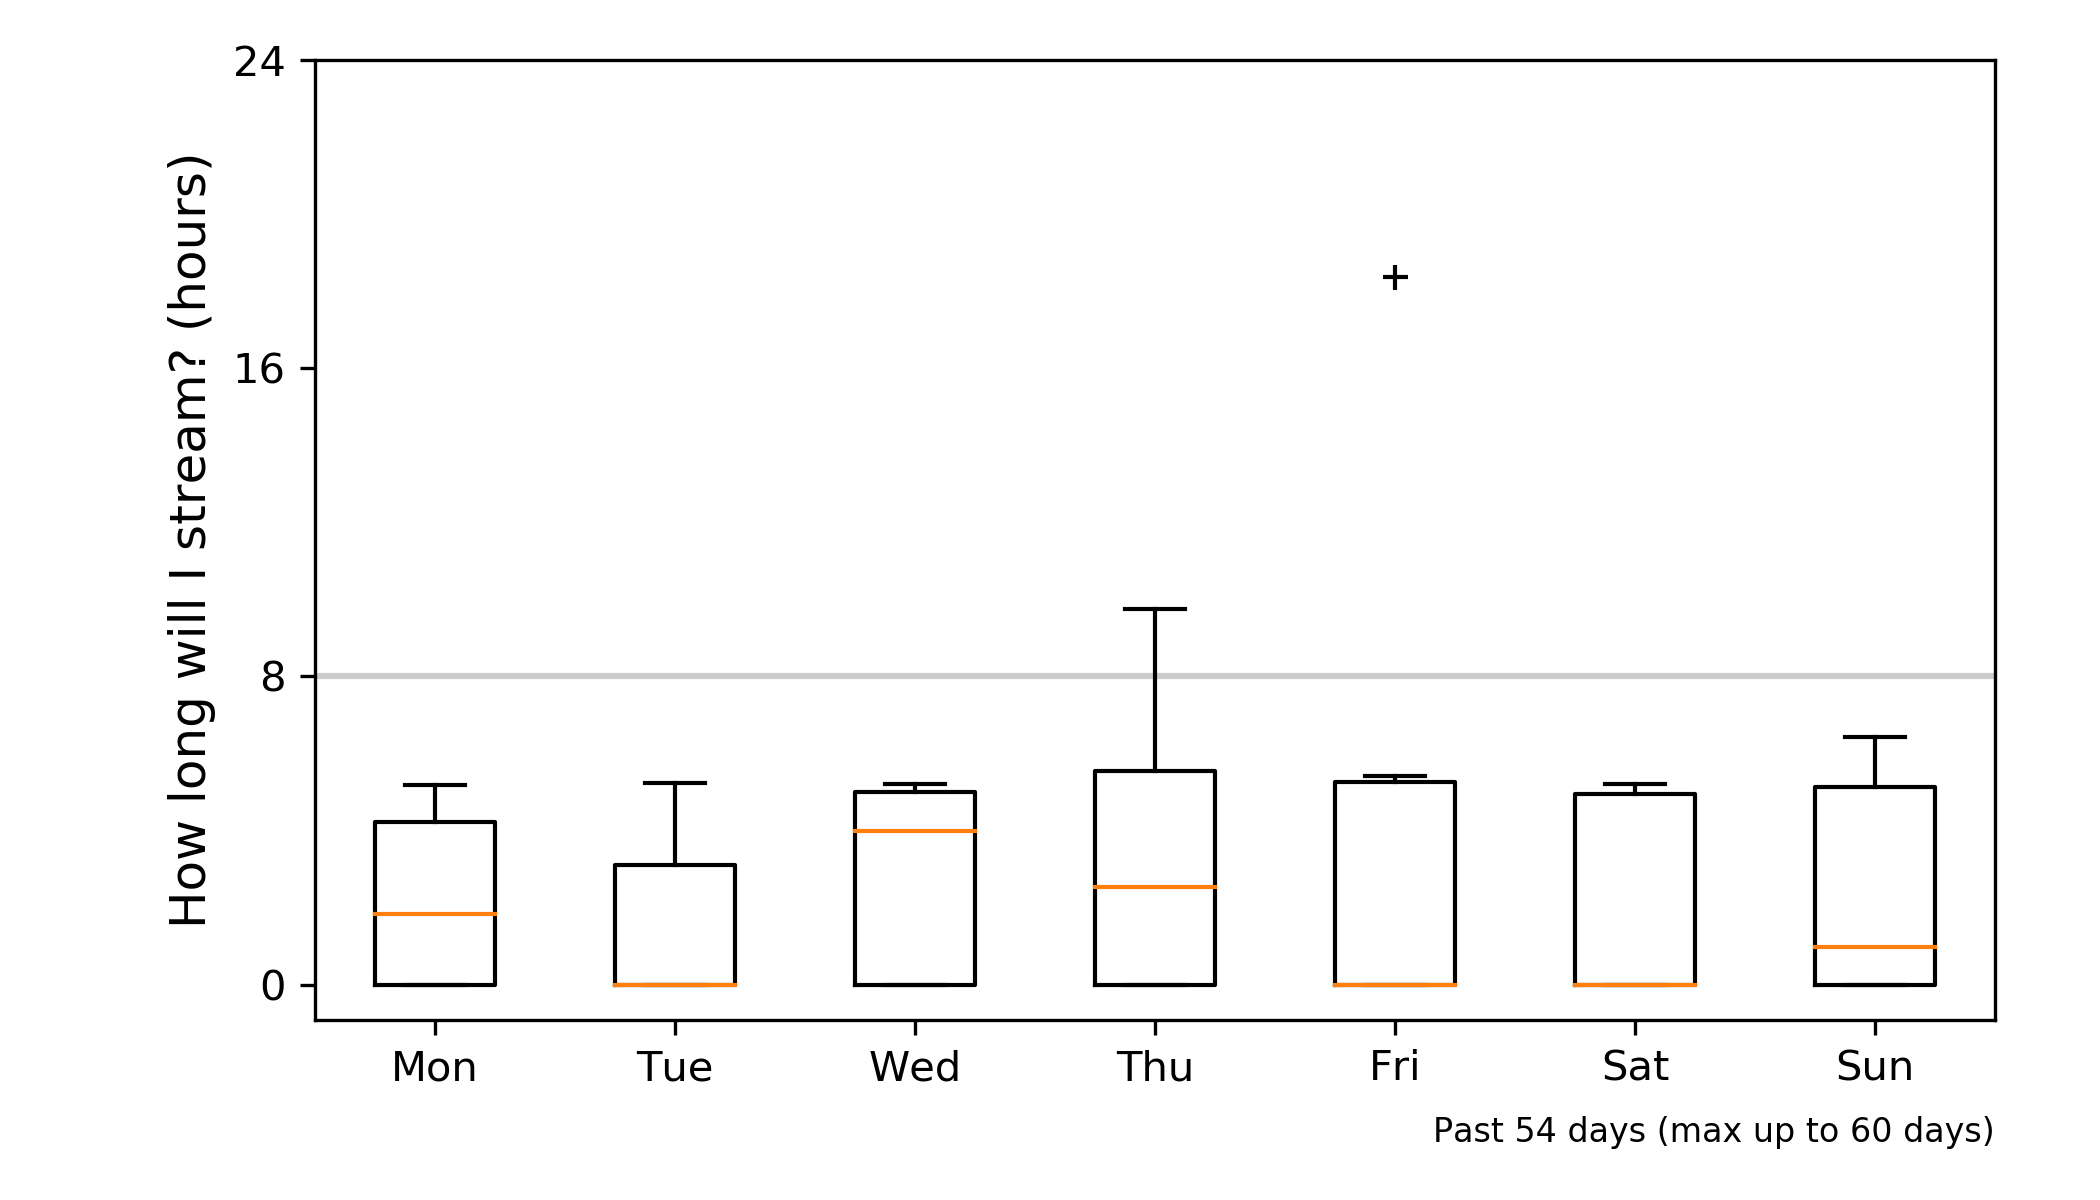 How long will I stream? (hours)
24
16
8
0
Mon Tue Wed Thu Fri Sat Sun
Past 54 days (max up to 60 days)